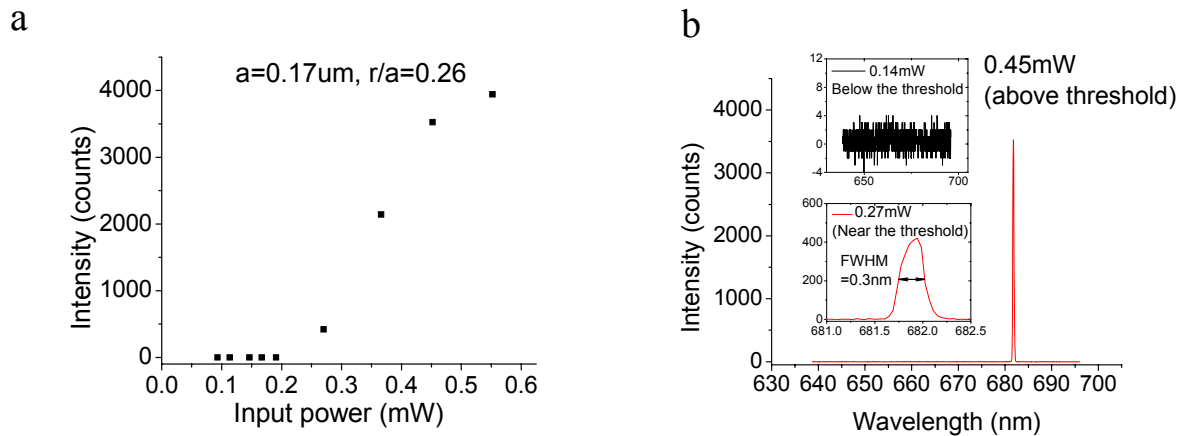 a
a=0.17um, r/a=0.26
Intensity (counts)
4000
3000
2000
1000
0
0.0 0.1 0.2 0.3 0.4 0.5 0.6
Input power (mW)
b
0.45mW
(above threshold)
Intensity (counts)
4000
3000
2000
1000
0
630 640 650 660 670 680 690 700
Wavelength (nm)
12
8
4
0
-4
0.14mW
Below the threshold
650 700
600
400
200
0
0.27mW
(Near the threshold)
FWHM
=0.3nm
681.0 681.5 682.0 682.5